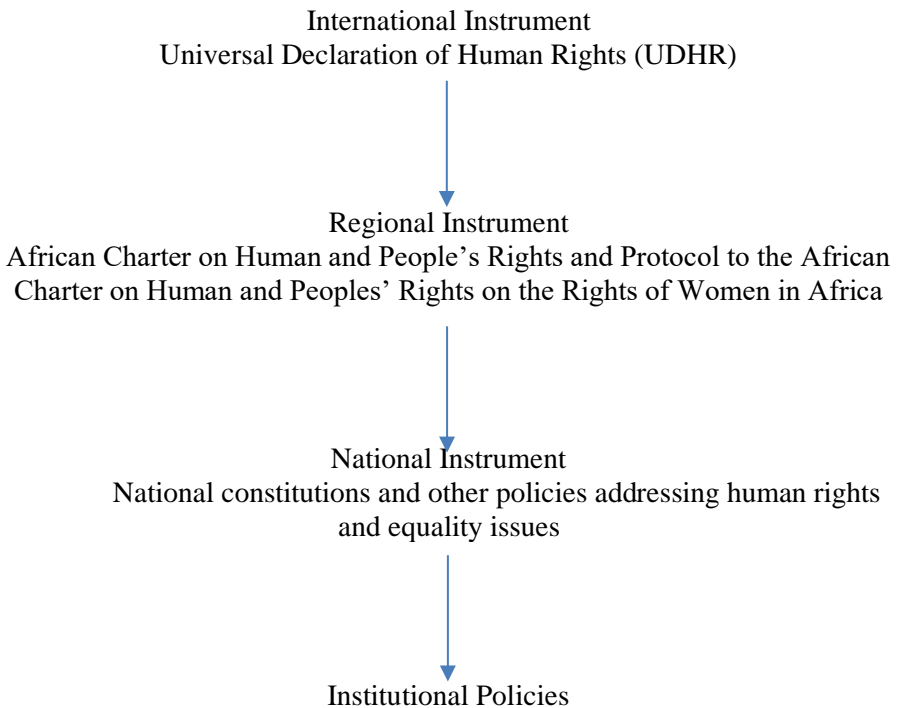 International Instrument
Universal Declaration of Human Rights (UDHR)
Regional Instrument
African Charter on Human and People’s Rights and Protocol to the African
Charter on Human and Peoples’ Rights on the Rights of Women in Africa
National Instrument
National constitutions and other policies addressing human rights
and equality issues
Institutional Policies